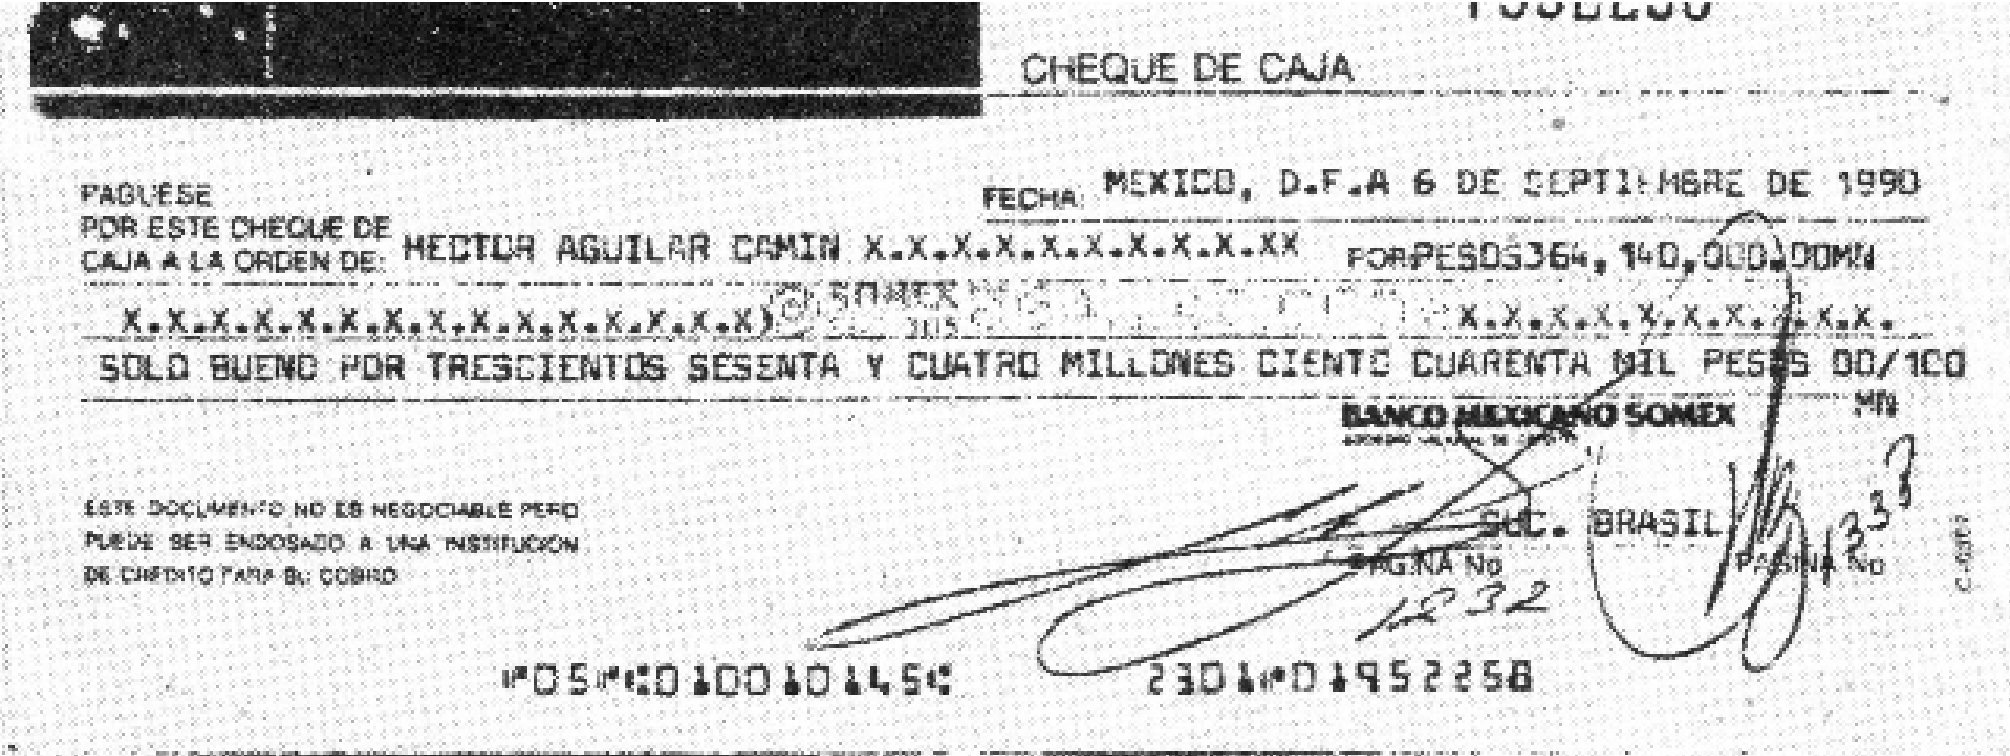 CHEQUE DE CAJA
FECHA: MEXICO, D.F.A 6 DE SEPTIEMBRE DE 1990
PAGUESE
POR ESTE CHEQUE DE
CAJA A LA ORDEN DE: HECTOR AGUILAR CAMIN X.X.X.X.X.X.X.X.X.XX POR PESOS364,140,000.00MN
X.X.X.X.X.X.X.X.X.X.X.X.X.X.X) SOMEX X.X.X.X.X.X.X.X.X.X.
SOLO BUENO POR TRESCIENTOS SESENTA Y CUATRO MILLONES CIENTO CUARENTA MIL PESOS 00/100
MN
BANCO MEXICANO SOMEX
ESTE DOCUMENTO NO ES NEGOCIABLE PERO
PUEDE SER ENDOSADO A UNA INSTITUCION
DE CREDITO PARA SU COBRO
SUC. BRASIL
PAGINA No
1232
PAGINA No
1333